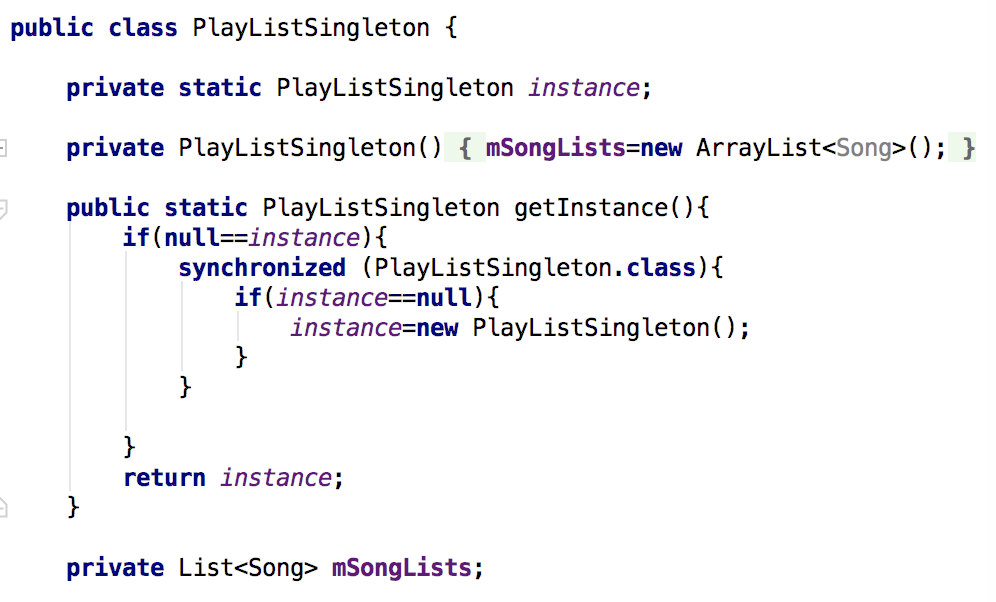 public class PlayListSingleton {
private static PlayListSingleton instance;
private PlayListSingleton() { mSongLists=new ArrayList<Song>(); }
public static PlayListSingleton getInstance(){
if(null==instance){
synchronized (PlayListSingleton.class){
if(instance==null){
instance=new PlayListSingleton();
}
}
}
return instance;
}
private List<Song> mSongLists;